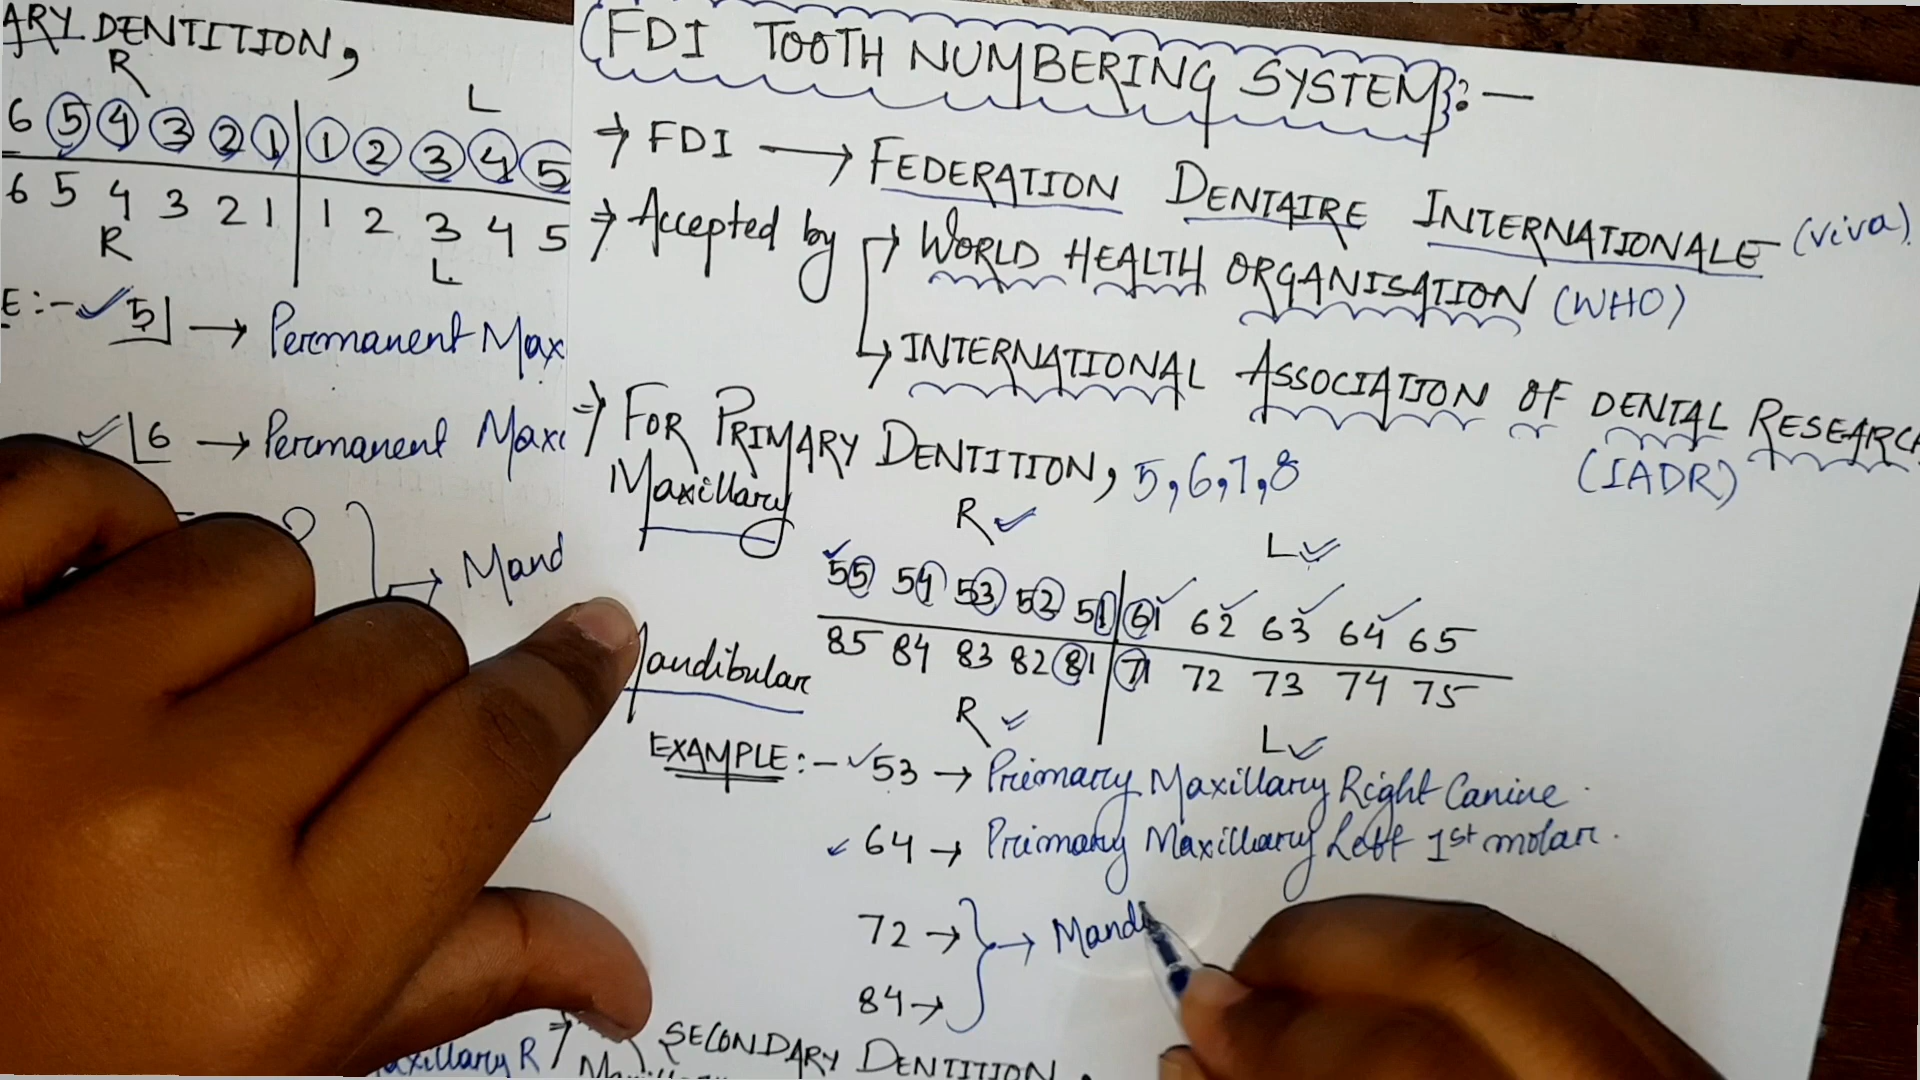 ARY DENTITION,
R
L
6 5 4 3 2 1 | 1 2 3 4 5
6 5 4 3 2 1 | 1 2 3 4 5
R
L
E:- 5 → Permanent Max
6 → Permanent Maxi
Mand
axillary R
FDI TOOTH NUMBERING SYSTEM:-
⇒ FDI → FEDERATION DENTAIRE INTERNATIONALE (viva)
⇒ Accepted by → WORLD HEALTH ORGANISATION (WHO)
→ INTERNATIONAL ASSOCIATION OF DENTAL RESEARCH
(IADR)
⇒ FOR PRIMARY DENTITION, 5,6,7,8
Maxillary
R
L
55 54 53 52 51 | 61 62 63 64 65
85 84 83 82 81 | 71 72 73 74 75
Mandibular
R
L
EXAMPLE:- 53 → Primary Maxillary Right Canine.
64 → Primary Maxillary Left 1st molar.
72 → } → Mand
84 →
⇒ SECONDARY DENTITION,